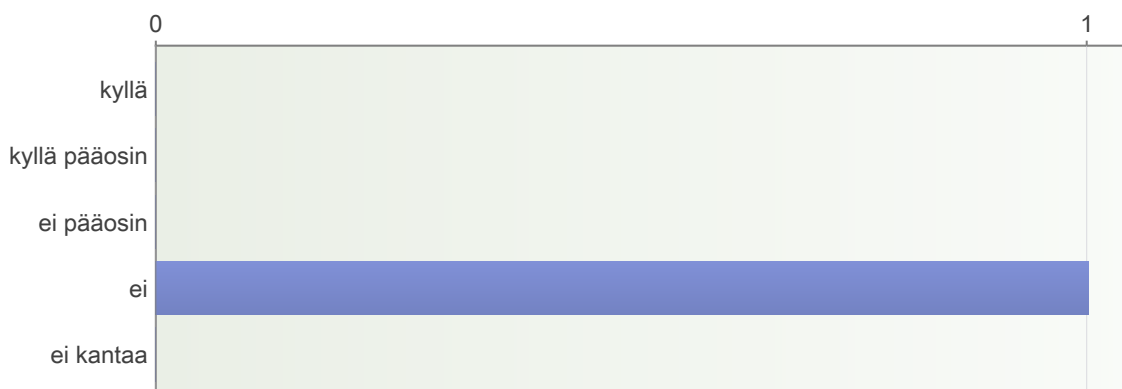 0 1
kyllä
kyllä pääosin
ei pääosin
ei
ei kantaa